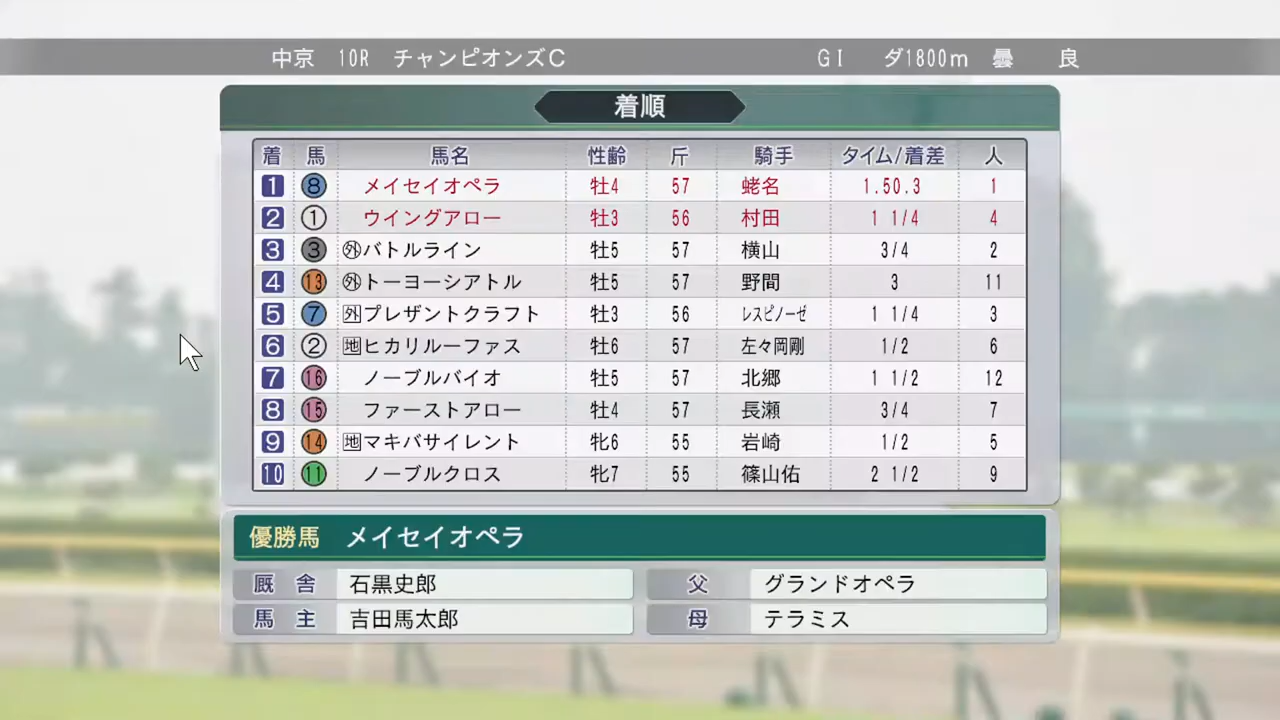 中京 10R チャンピオンズC GI ダ1800m 曇 良
着順
着 馬 馬名 性齢 斤 騎手 タイム/着差 人
1 8 メイセイオペラ 牡4 57 蛯名 1.50.3 1
2 1 ウイングアロー 牡3 56 村田 1 1/4 4
3 3 外バトルライン 牡5 57 横山 3/4 2
4 13 外トーヨーシアトル 牡5 57 野間 3 11
5 7 外プレザントクラフト 牡3 56 レスピノーゼ 1 1/4 3
6 2 地ヒカリルーファス 牡6 57 左々岡剛 1/2 6
7 16 ノーブルバイオ 牡5 57 北郷 1 1/2 12
8 15 ファーストアロー 牡4 57 長瀬 3/4 7
9 14 地マキバサイレント 牝6 55 岩崎 1/2 5
10 11 ノーブルクロス 牝7 55 篠山佑 2 1/2 9
優勝馬 メイセイオペラ
厩舎 石黒史郎 父 グランドオペラ
馬主 吉田馬太郎 母 テラミス